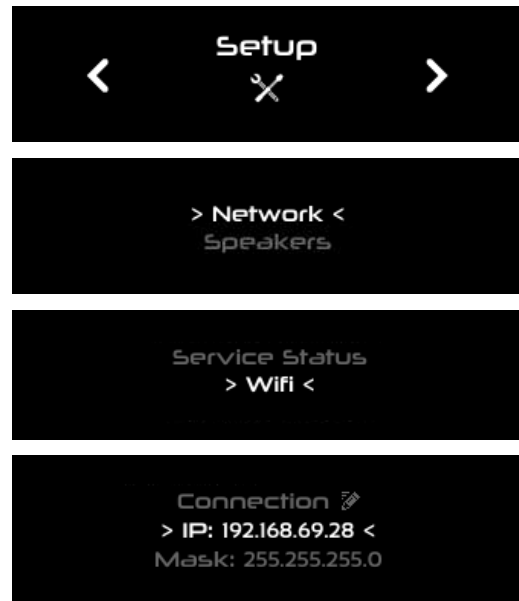 Setup
> Network <
Speakers
Service Status
> Wifi <
Connection
> IP: 192.168.69.28 <
Mask: 255.255.255.0